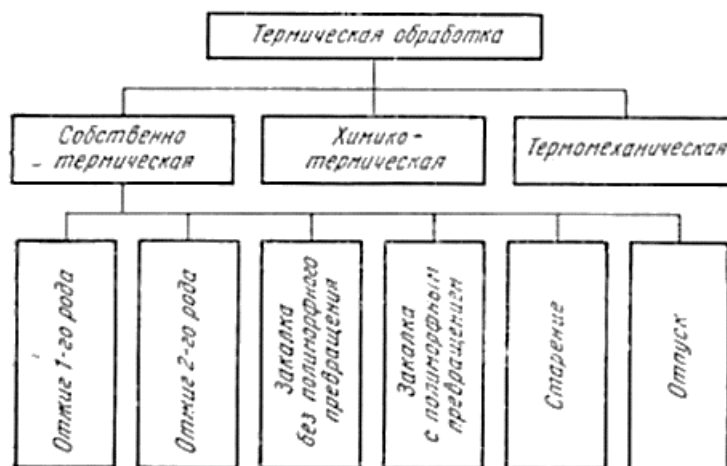 Термическая обработка
Собственно
термическая
Химико-
термическая
Термомеханическая
Отжиг 1-го рода
Отжиг 2-го рода
Закалка
без полиморфного
превращения
Закалка
с полиморфным
превращением
Старение
Отпуск